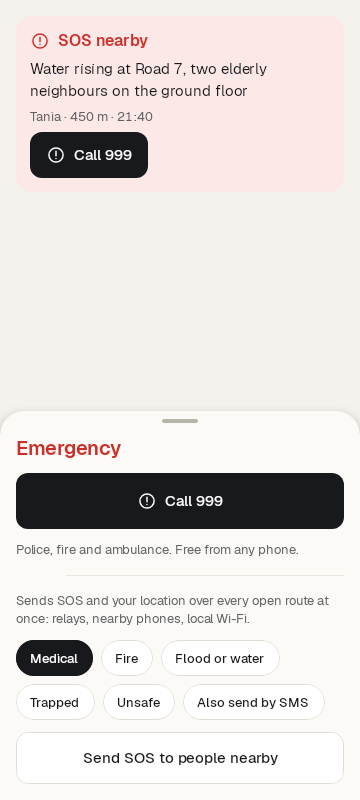 SOS nearby
Water rising at Road 7, two elderly
neighbours on the ground floor
Tania · 450 m · 21:40
Call 999
Emergency
Call 999
Police, fire and ambulance. Free from any phone.
Sends SOS and your location over every open route at
once: relays, nearby phones, local Wi-Fi.
Medical Fire Flood or water
Trapped Unsafe Also send by SMS
Send SOS to people nearby